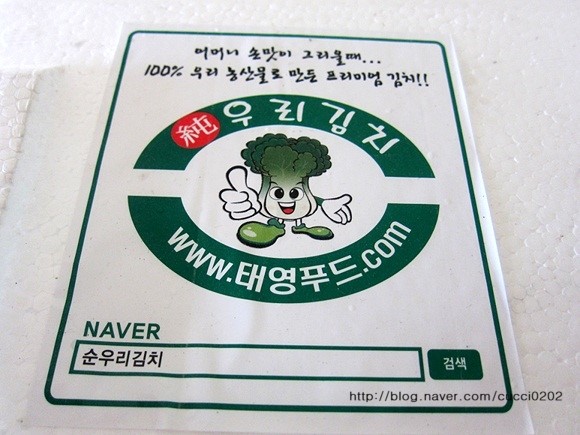 어머니 손맛이 그리울때...
100% 우리 농산물로 만든 프리미엄 김치!!
純우리김치
www.태영푸드.com
NAVER
순우리김치
검색
http://blog.naver.com/cucci0202